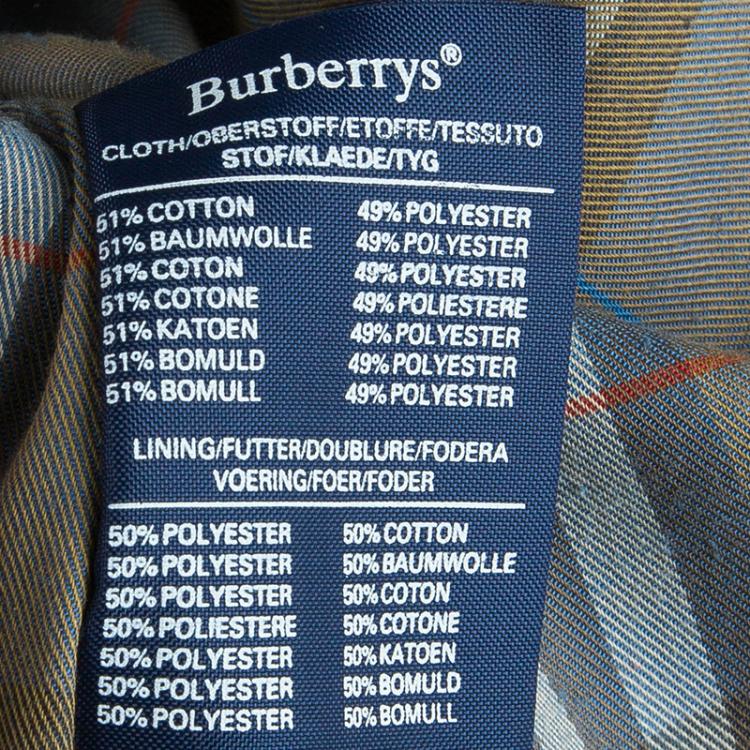 Burberrys®
CLOTH/OBERSTOFF/ETOFFE/TESSUTO
STOF/KLAEDE/TYG
51% COTTON 49% POLYESTER
51% BAUMWOLLE 49% POLYESTER
51% COTON 49% POLYESTER
51% COTONE 49% POLIESTERE
51% KATOEN 49% POLYESTER
51% BOMULD 49% POLYESTER
51% BOMULL 49% POLYESTER
LINING/FUTTER/DOUBLURE/FODERA
VOERING/FOER/FODER
50% POLYESTER 50% COTTON
50% POLYESTER 50% BAUMWOLLE
50% POLYESTER 50% COTON
50% POLIESTERE 50% COTONE
50% POLYESTER 50% KATOEN
50% POLYESTER 50% BOMULD
50% POLYESTER 50% BOMULL